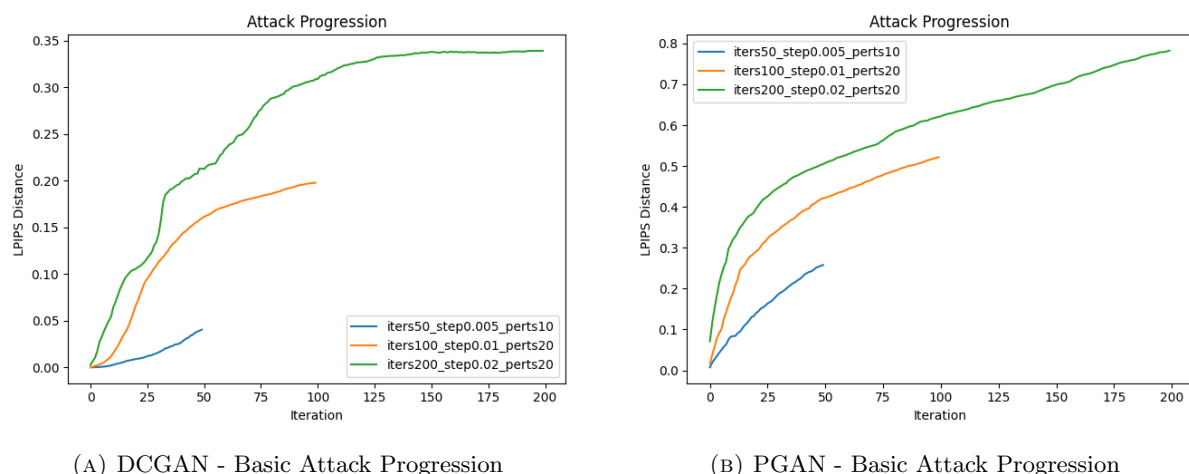 Attack Progression
0.35
0.30
0.25
0.20
0.15
0.10
0.05
0.00
LPIPS Distance
iters50_step0.005_perts10
iters100_step0.01_perts20
iters200_step0.02_perts20
0 25 50 75 100 125 150 175 200
Iteration
(A) DCGAN - Basic Attack Progression
Attack Progression
0.8
0.7
0.6
0.5
0.4
0.3
0.2
0.1
0.0
LPIPS Distance
iters50_step0.005_perts10
iters100_step0.01_perts20
iters200_step0.02_perts20
0 25 50 75 100 125 150 175 200
Iteration
(B) PGAN - Basic Attack Progression